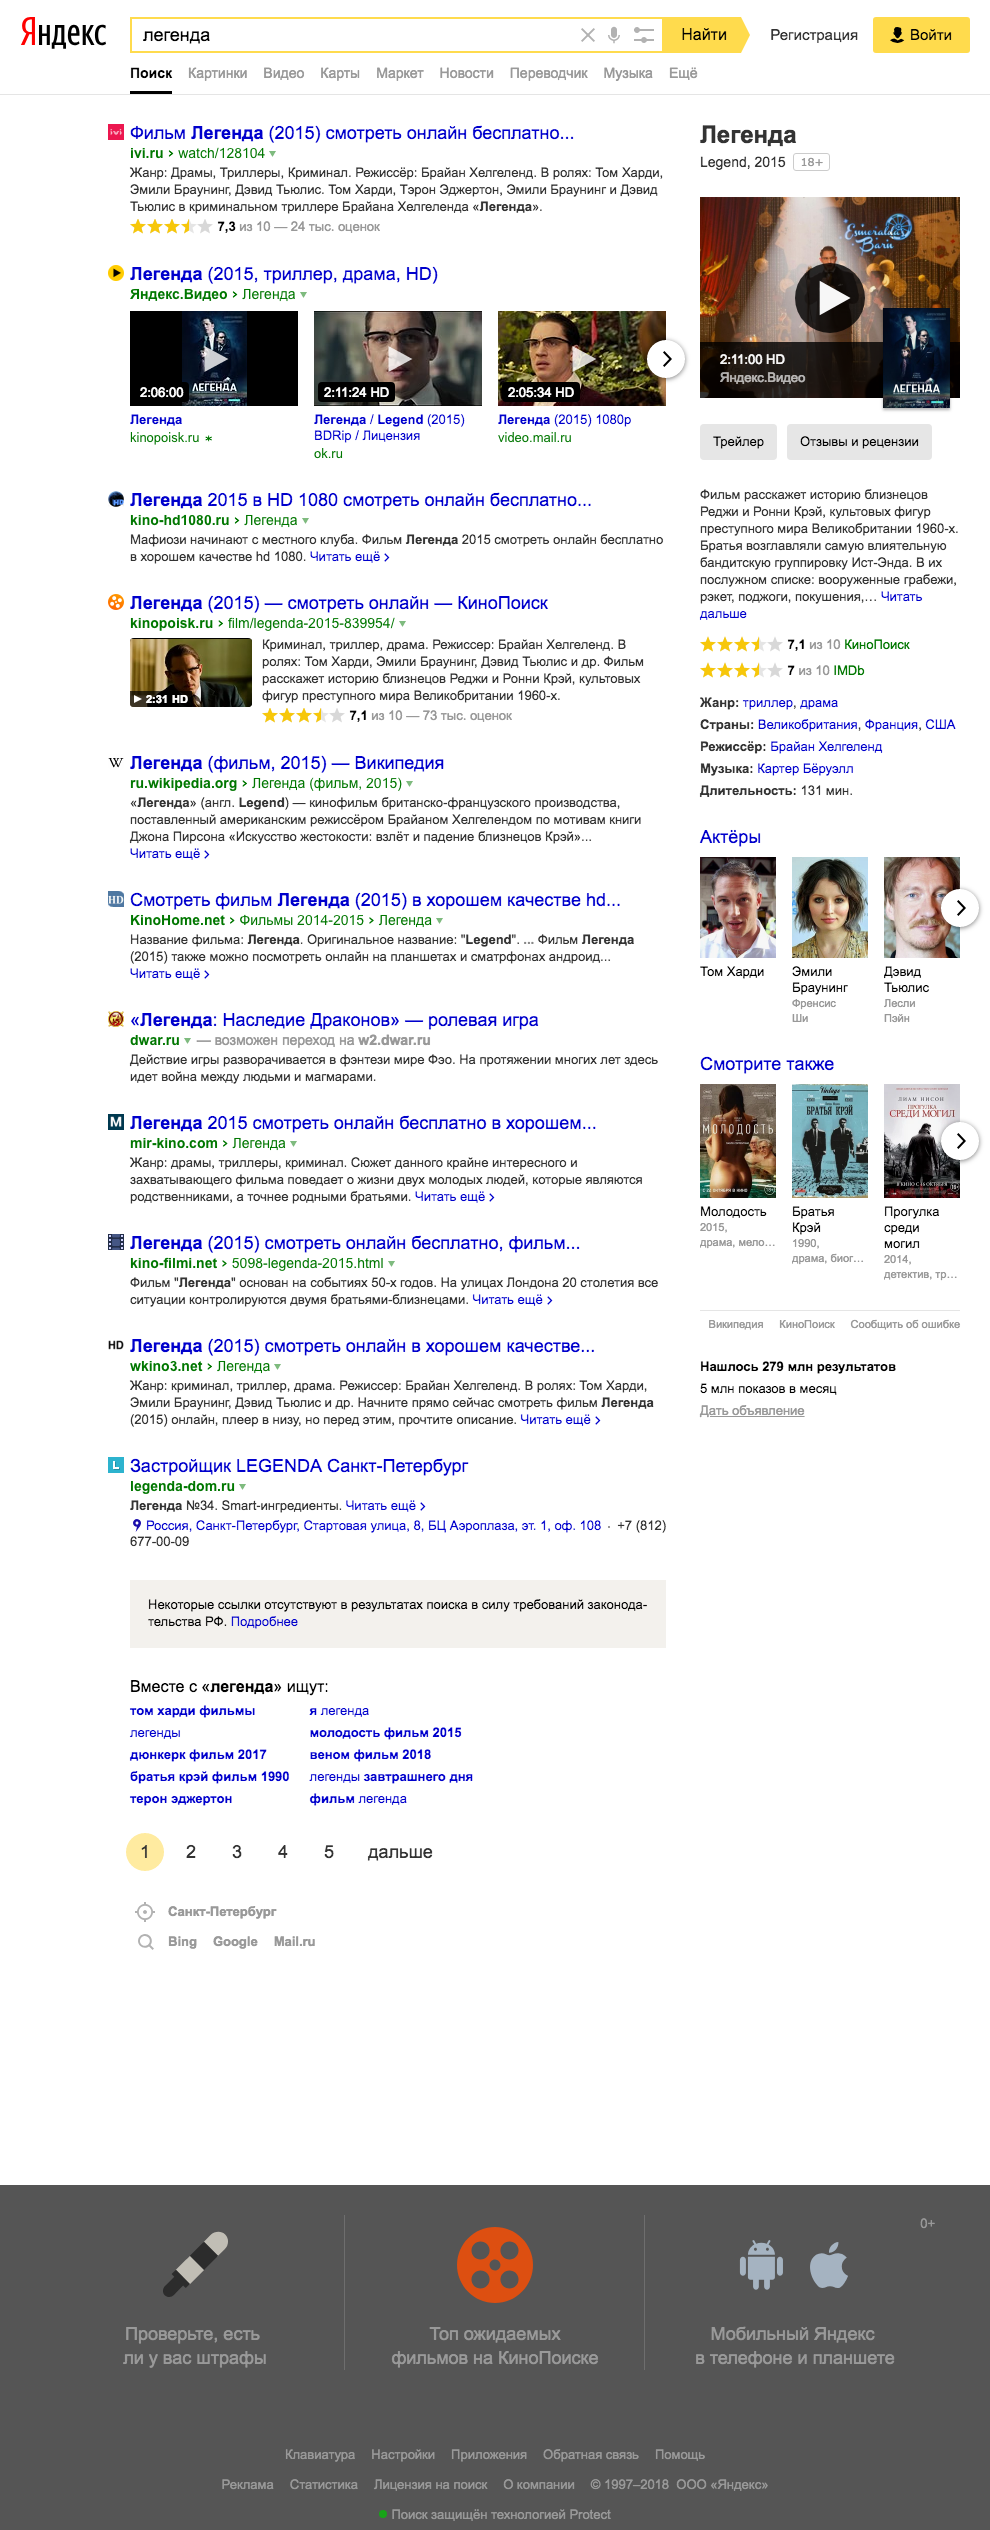 Яндекс
легенда
Найти
Регистрация
Войти
Поиск Картинки Видео Карты Маркет Новости Переводчик Музыка Ещё
Фильм Легенда (2015) смотреть онлайн бесплатно...
ivi.ru › watch/128104
Жанр: Драмы, Триллеры, Криминал. Режиссёр: Брайан Хелгеленд. В ролях: Том Харди,
Эмили Браунинг, Дэвид Тьюлис. Том Харди, Тэрон Эджертон, Эмили Браунинг и Дэвид
Тьюлис в криминальном триллере Брайана Хелгеленда «Легенда».
7,3 из 10 — 24 тыс. оценок
Легенда (2015, триллер, драма, HD)
Яндекс.Видео › Легенда
ЛЕГЕНДА
2:06:00
2:11:24 HD
2:05:34 HD
Легенда
kinopoisk.ru
Легенда / Legend (2015)
BDRip / Лицензия
ok.ru
Легенда (2015) 1080p
video.mail.ru
Легенда 2015 в HD 1080 смотреть онлайн бесплатно...
kino-hd1080.ru › Легенда
Мафиози начинают с местного клуба. Фильм Легенда 2015 смотреть онлайн бесплатно
в хорошем качестве hd 1080. Читать ещё ›
Легенда (2015) — смотреть онлайн — КиноПоиск
kinopoisk.ru › film/legenda-2015-839954/
2:31 HD
Криминал, триллер, драма. Режиссер: Брайан Хелгеленд. В
ролях: Том Харди, Эмили Браунинг, Дэвид Тьюлис и др. Фильм
расскажет историю близнецов Реджи и Ронни Крэй, культовых
фигур преступного мира Великобритании 1960-х.
7,1 из 10 — 73 тыс. оценок
W
Легенда (фильм, 2015) — Википедия
ru.wikipedia.org › Легенда (фильм, 2015)
«Легенда» (англ. Legend) — кинофильм британско-французского производства,
поставленный американским режиссёром Брайаном Хелгелендом по мотивам книги
Джона Пирсона «Искусство жестокости: взлёт и падение близнецов Крэй»...
Читать ещё ›
HD
Смотреть фильм Легенда (2015) в хорошем качестве hd...
KinoHome.net › Фильмы 2014-2015 › Легенда
Название фильма: Легенда. Оригинальное название: "Legend". ... Фильм Легенда
(2015) также можно посмотреть онлайн на планшетах и сматрфонах андроид...
Читать ещё ›
«Легенда: Наследие Драконов» — ролевая игра
dwar.ru — возможен переход на w2.dwar.ru
Действие игры разворачивается в фэнтези мире Фэо. На протяжении многих лет здесь
идет война между людьми и магмарами.
M
Легенда 2015 смотреть онлайн бесплатно в хорошем...
mir-kino.com › Легенда
Жанр: драмы, триллеры, криминал. Сюжет данного крайне интересного и
захватывающего фильма поведает о жизни двух молодых людей, которые являются
родственниками, а точнее родными братьями. Читать ещё ›
Легенда (2015) смотреть онлайн бесплатно, фильм...
kino-filmi.net › 5098-legenda-2015.html
Фильм "Легенда" основан на событиях 50-х годов. На улицах Лондона 20 столетия все
ситуации контролируются двумя братьями-близнецами. Читать ещё ›
HD
Легенда (2015) смотреть онлайн в хорошем качестве...
wkino3.net › Легенда
Жанр: криминал, триллер, драма. Режиссер: Брайан Хелгеленд. В ролях: Том Харди,
Эмили Браунинг, Дэвид Тьюлис и др. Начните прямо сейчас смотреть фильм Легенда
(2015) онлайн, плеер в низу, но перед этим, прочтите описание. Читать ещё ›
L
Застройщик LEGENDA Санкт-Петербург
legenda-dom.ru
Легенда №34. Smart-ингредиенты. Читать ещё ›
Россия, Санкт-Петербург, Стартовая улица, 8, БЦ Аэроплаза, эт. 1, оф. 108 · +7 (812)
677-00-09
Некоторые ссылки отсутствуют в результатах поиска в силу требований законода-
тельства РФ. Подробнее
Вместе с «легенда» ищут:
том харди фильмы
легенды
дюнкерк фильм 2017
братья крэй фильм 1990
терон эджертон
я легенда
молодость фильм 2015
веном фильм 2018
легенды завтрашнего дня
фильм легенда
1 2 3 4 5 дальше
Санкт-Петербург
Bing Google Mail.ru
Легенда
Legend, 2015 18+
Esmeralda's
Barn
2:11:00 HD
Яндекс.Видео
ЛЕГЕНДА
Трейлер
Отзывы и рецензии
Фильм расскажет историю близнецов
Реджи и Ронни Крэй, культовых фигур
преступного мира Великобритании 1960-х.
Братья возглавляли самую влиятельную
бандитскую группировку Ист-Энда. В их
послужном списке: вооруженные грабежи,
рэкет, поджоги, покушения,... Читать
дальше
7,1 из 10 КиноПоиск
7 из 10 IMDb
Жанр: триллер, драма
Страны: Великобритания, Франция, США
Режиссёр: Брайан Хелгеленд
Музыка: Картер Бёруэлл
Длительность: 131 мин.
Актёры
Том Харди
Эмили
Браунинг
Френсис
Ши
Дэвид
Тьюлис
Лесли
Пэйн
Смотрите также
МОЛОДОСТЬ
Vintage
БРАТЬЯ КРЭЙ
ЛИАМ НИСОН
ПРОГУЛКА
СРЕДИ МОГИЛ
Молодость
2015,
драма, мело...
Братья
Крэй
1990,
драма, биог...
Прогулка
среди
могил
2014,
детектив, тр...
Википедия КиноПоиск Сообщить об ошибке
Нашлось 279 млн результатов
5 млн показов в месяц
Дать объявление
0+
Проверьте, есть
ли у вас штрафы
Топ ожидаемых
фильмов на КиноПоиске
Мобильный Яндекс
в телефоне и планшете
Клавиатура Настройки Приложения Обратная связь Помощь
Реклама Статистика Лицензия на поиск О компании © 1997–2018 ООО «Яндекс»
Поиск защищён технологией Protect